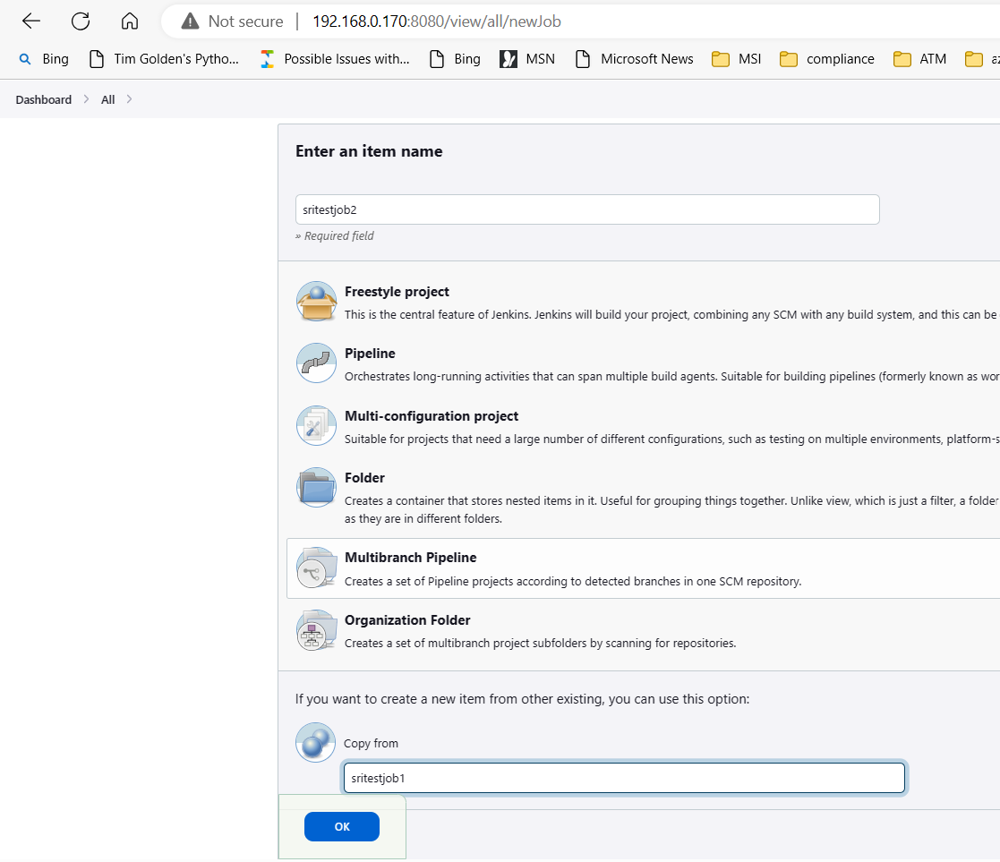 Not secure 192.168.0.170:8080/view/all/newJob
Bing Tim Golden's Pytho... Possible Issues with... Bing MSN Microsoft News MSI compliance ATM az
Dashboard All
Enter an item name
sritestjob2
» Required field
Freestyle project
This is the central feature of Jenkins. Jenkins will build your project, combining any SCM with any build system, and this can be
Pipeline
Orchestrates long-running activities that can span multiple build agents. Suitable for building pipelines (formerly known as wor
Multi-configuration project
Suitable for projects that need a large number of different configurations, such as testing on multiple environments, platform-s
Folder
Creates a container that stores nested items in it. Useful for grouping things together. Unlike view, which is just a filter, a folder
as they are in different folders.
Multibranch Pipeline
Creates a set of Pipeline projects according to detected branches in one SCM repository.
Organization Folder
Creates a set of multibranch project subfolders by scanning for repositories.
If you want to create a new item from other existing, you can use this option:
Copy from
sritestjob1
OK